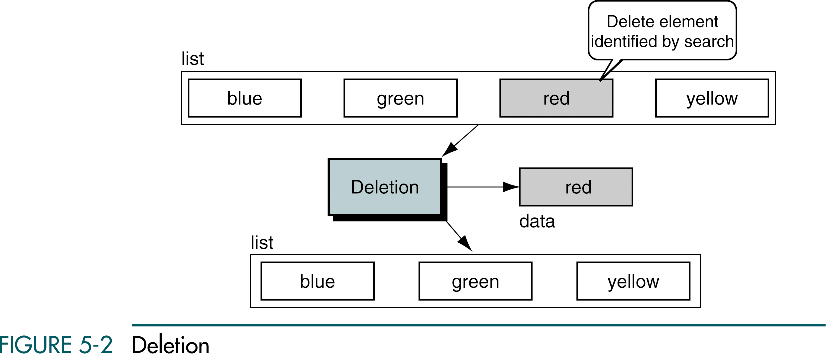 Delete element
identified by search
list
blue green red yellow
Deletion
red
data
list
blue green yellow
FIGURE 5-2 Deletion